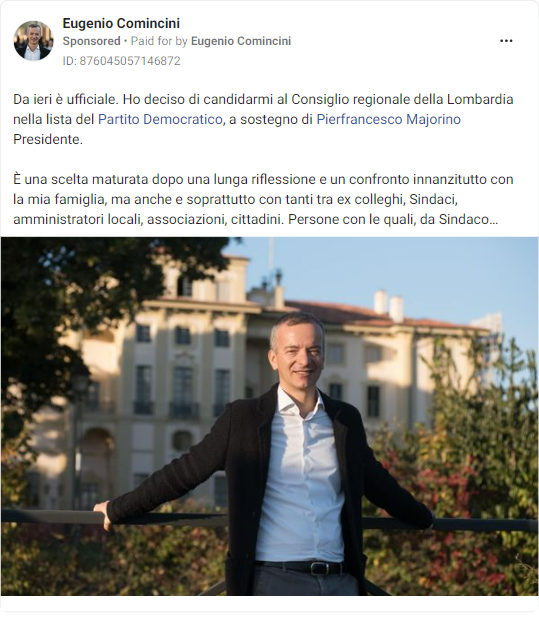 Eugenio Comincini
Sponsored • Paid for by Eugenio Comincini
ID: 876045057146872
Da ieri è ufficiale. Ho deciso di candidarmi al Consiglio regionale della Lombardia
nella lista del Partito Democratico, a sostegno di Pierfrancesco Majorino
Presidente.
È una scelta maturata dopo una lunga riflessione e un confronto innanzitutto con
la mia famiglia, ma anche e soprattutto con tanti tra ex colleghi, Sindaci,
amministratori locali, associazioni, cittadini. Persone con le quali, da Sindaco...